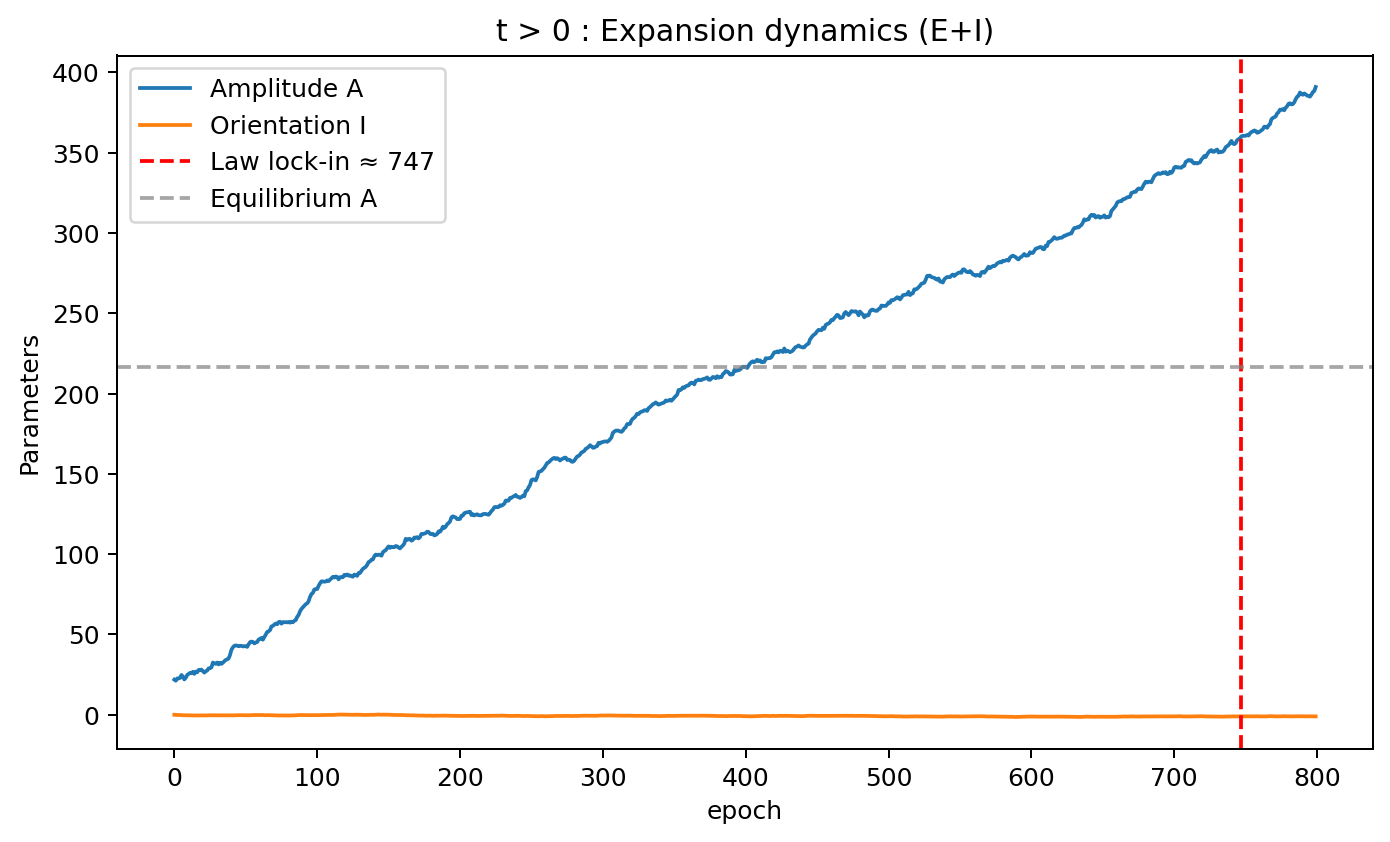 t > 0 : Expansion dynamics (E+I)
Amplitude A
Orientation I
Law lock-in ≈ 747
Equilibrium A
Parameters
400
350
300
250
200
150
100
50
0
0 100 200 300 400 500 600 700 800
epoch